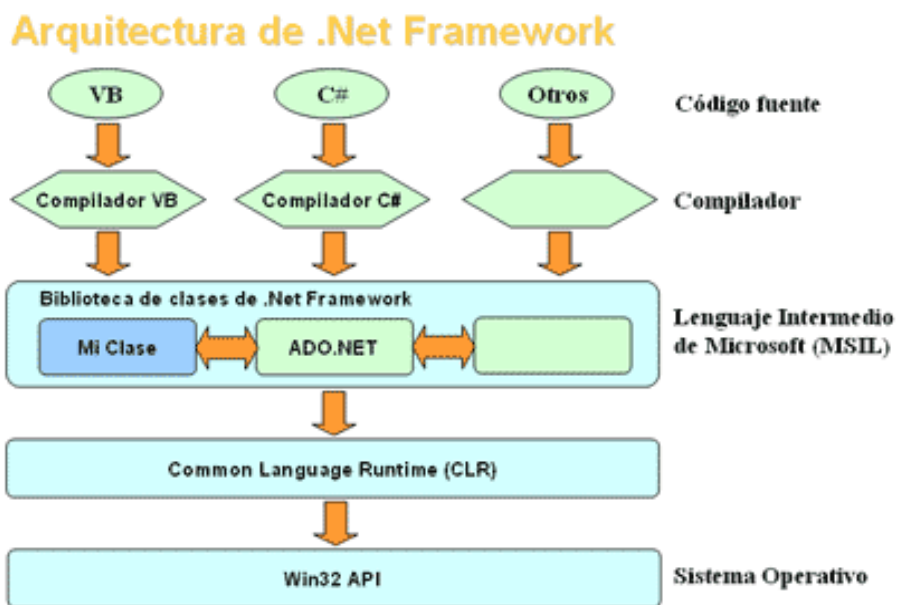 Arquitectura de .Net Framework
VB
C#
Otros
Código fuente
Compilador VB
Compilador C#
Compilador
Biblioteca de clases de .Net Framework
Mi Clase
ADO.NET
Lenguaje Intermedio
de Microsoft (MSIL)
Common Language Runtime (CLR)
Win32 API
Sistema Operativo